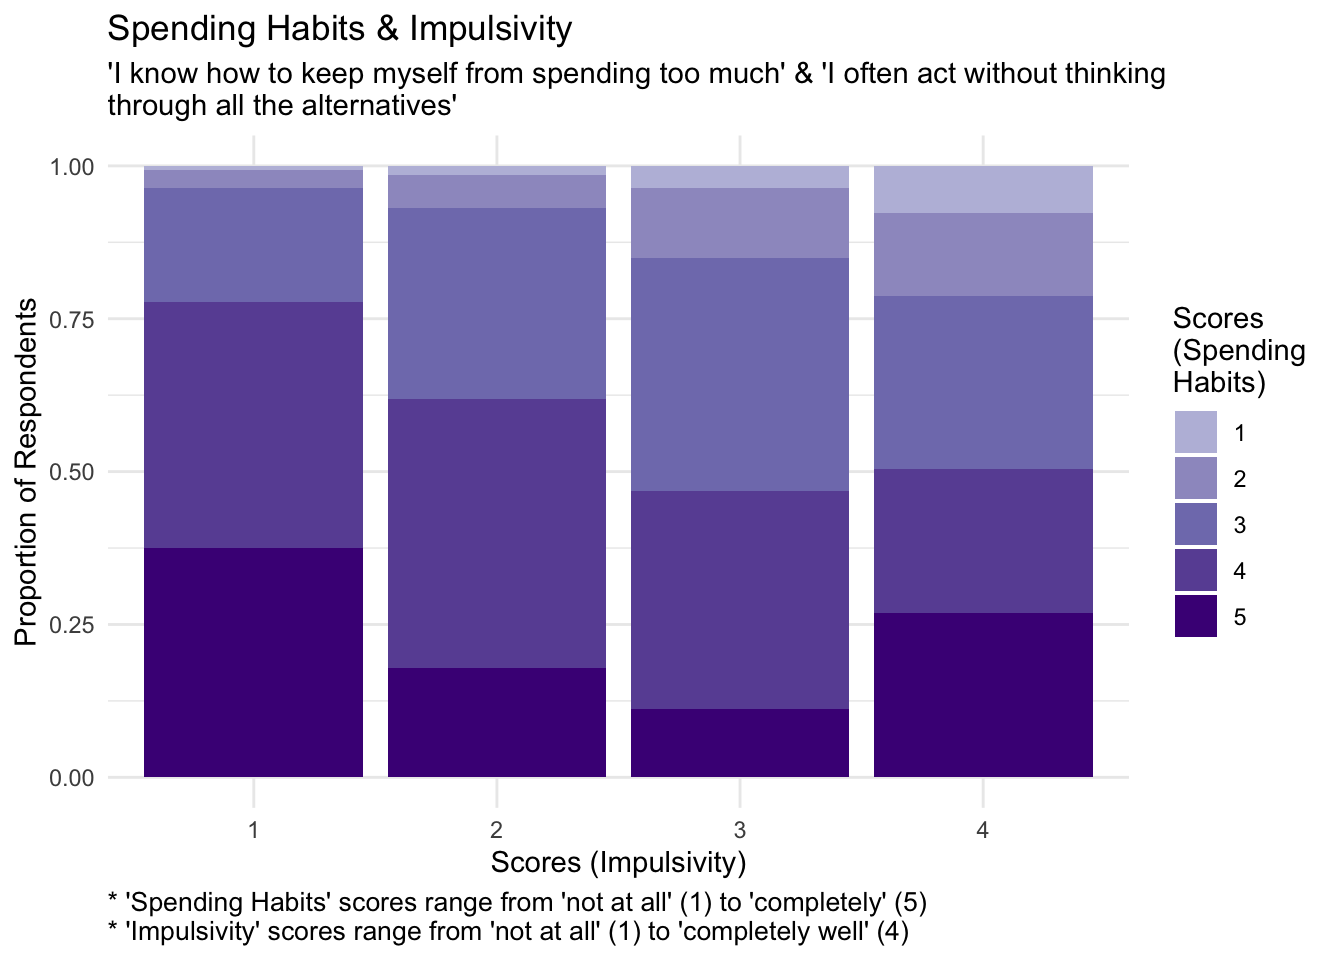 Spending Habits & Impulsivity
'I know how to keep myself from spending too much' & 'I often act without thinking
through all the alternatives'
1.00
0.75
0.50
0.25
0.00
Proportion of Respondents
1 2 3 4
Scores (Impulsivity)
Scores
(Spending
Habits)
1
2
3
4
5
* 'Spending Habits' scores range from 'not at all' (1) to 'completely' (5)
* 'Impulsivity' scores range from 'not at all' (1) to 'completely well' (4)